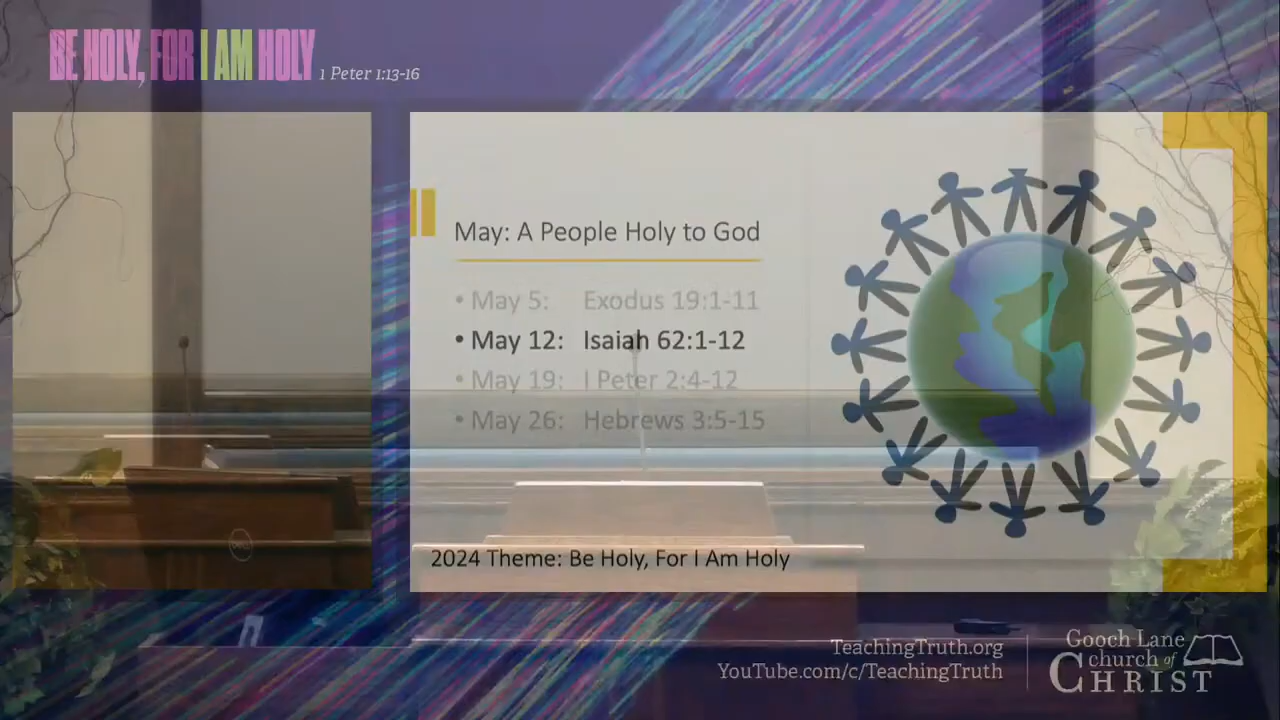 BE HOLY, FOR I AM HOLY 1 Peter 1:13-16
May: A People Holy to God
• May 5: Exodus 19:1-11
• May 12: Isaiah 62:1-12
• May 19: I Peter 2:4-12
• May 26: Hebrews 3:5-15
2024 Theme: Be Holy, For I Am Holy
TeachingTruth.org
YouTube.com/c/TeachingTruth
Gooch Lane
church of
CHRIST